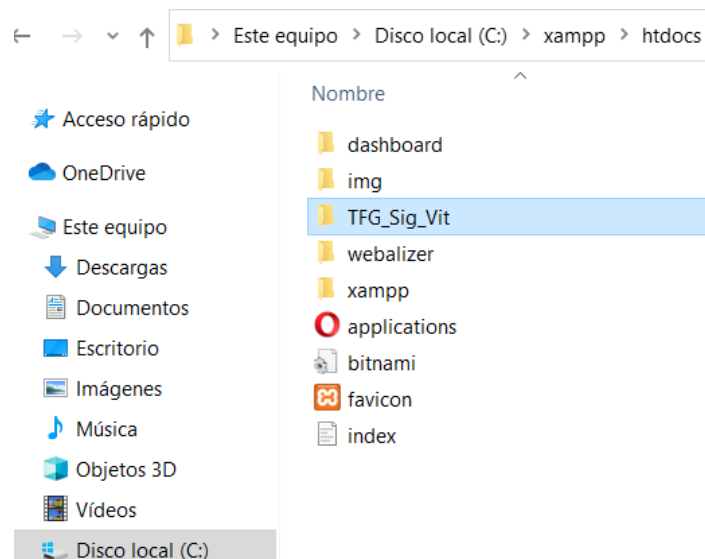 Este equipo > Disco local (C:) > xampp > htdocs
Nombre
Acceso rápido
OneDrive
Este equipo
Descargas
Documentos
Escritorio
Imágenes
Música
Objetos 3D
Vídeos
Disco local (C:)
dashboard
img
TFG_Sig_Vit
webalizer
xampp
applications
bitnami
favicon
index